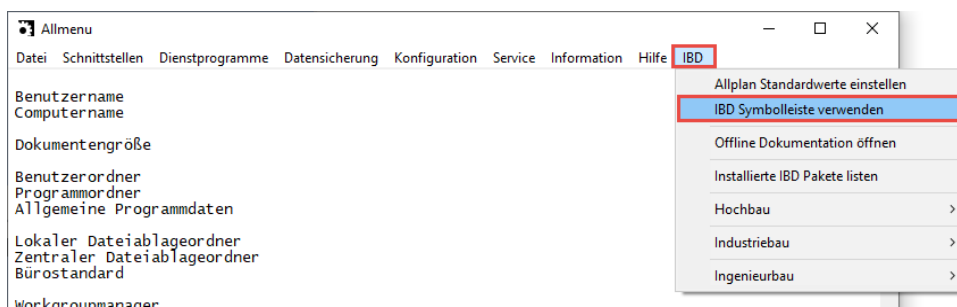 Allmenu
Datei Schnittstellen Dienstprogramme Datensicherung Konfiguration Service Information Hilfe IBD
Allplan Standardwerte einstellen
IBD Symbolleiste verwenden
Offline Dokumentation öffnen
Installierte IBD Pakete listen
Hochbau
Industriebau
Ingenieurbau
Benutzername
Computername
Dokumentengröße
Benutzerordner
Programmordner
Allgemeine Programmdaten
Lokaler Dateiablageordner
Zentraler Dateiablageordner
Bürostandard
Workgroupmanager